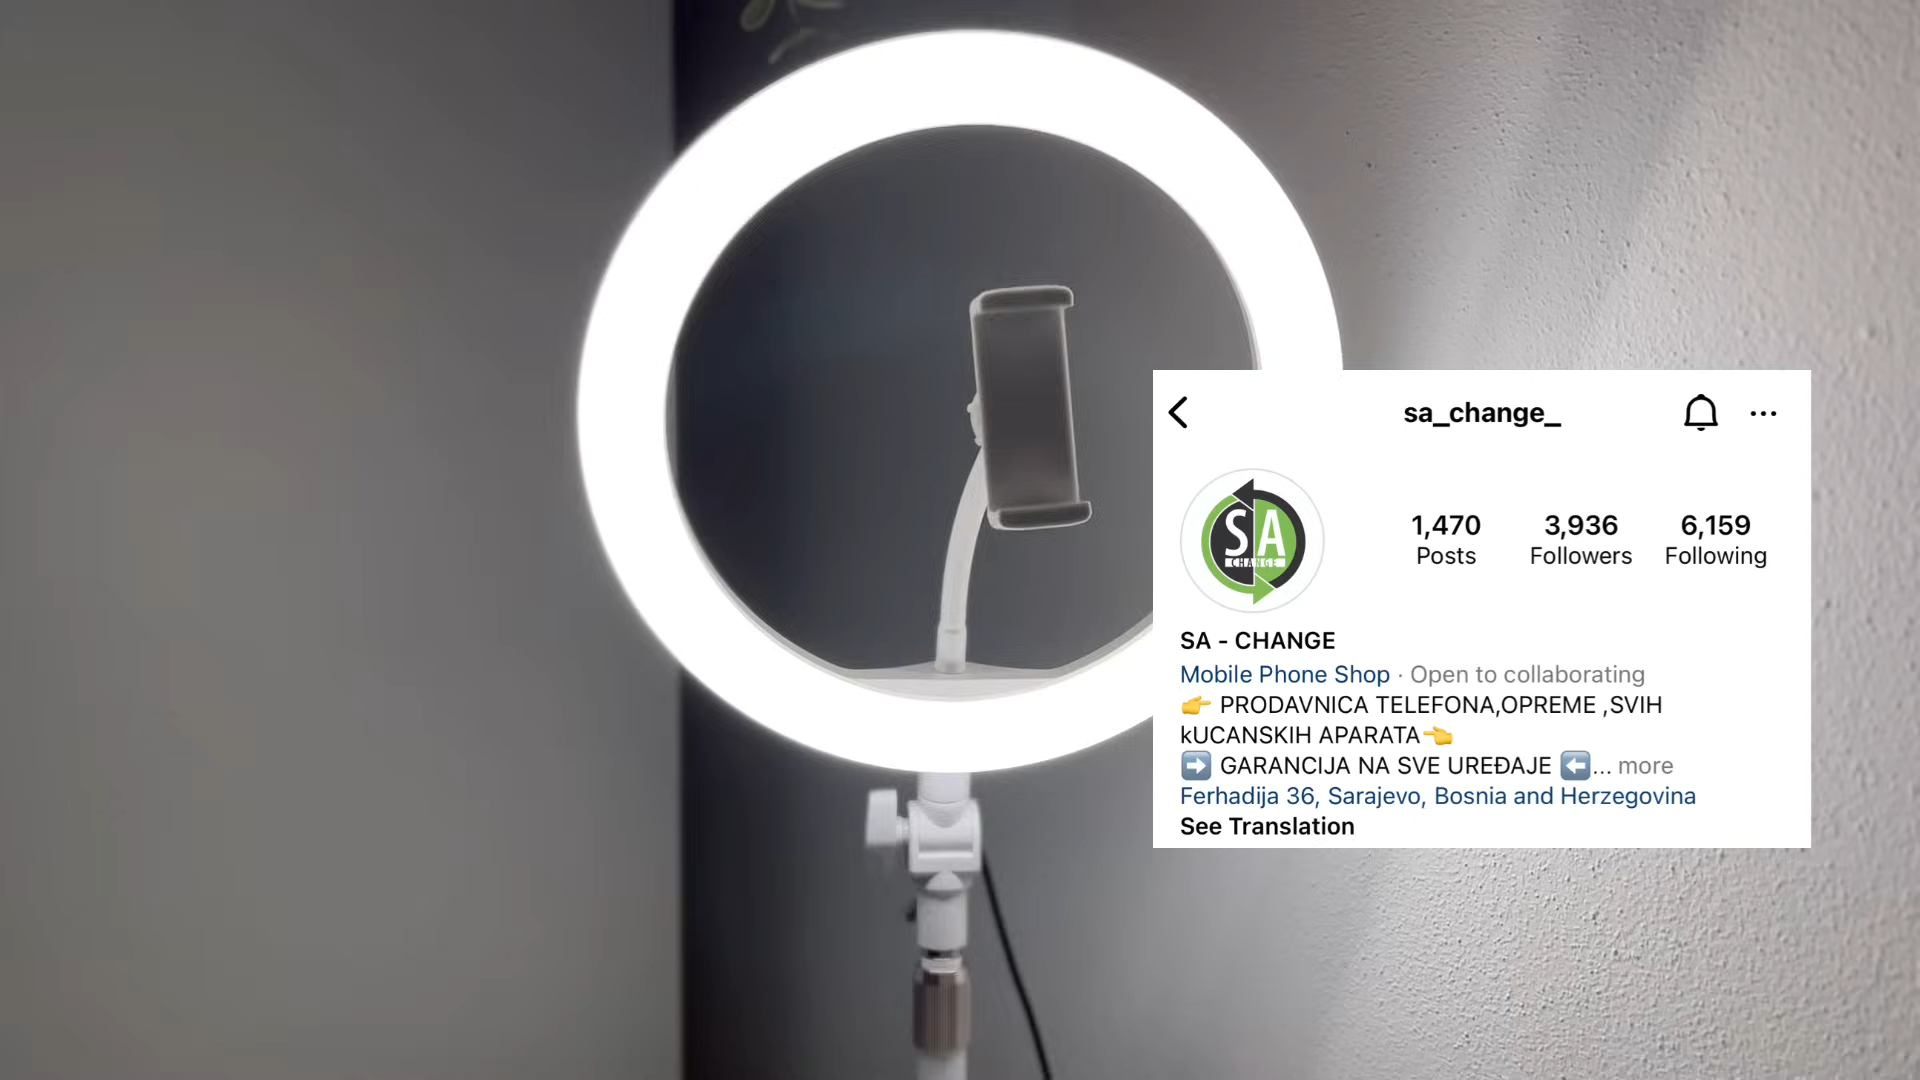 sa_change_
SA
CHANGE
1,470 3,936 6,159
Posts Followers Following
SA - CHANGE
Mobile Phone Shop · Open to collaborating
👉 PRODAVNICA TELEFONA,OPREME ,SVIH
kUCANSKIH APARATA👈
➡️ GARANCIJA NA SVE UREĐAJE ⬅️... more
Ferhadija 36, Sarajevo, Bosnia and Herzegovina
See Translation